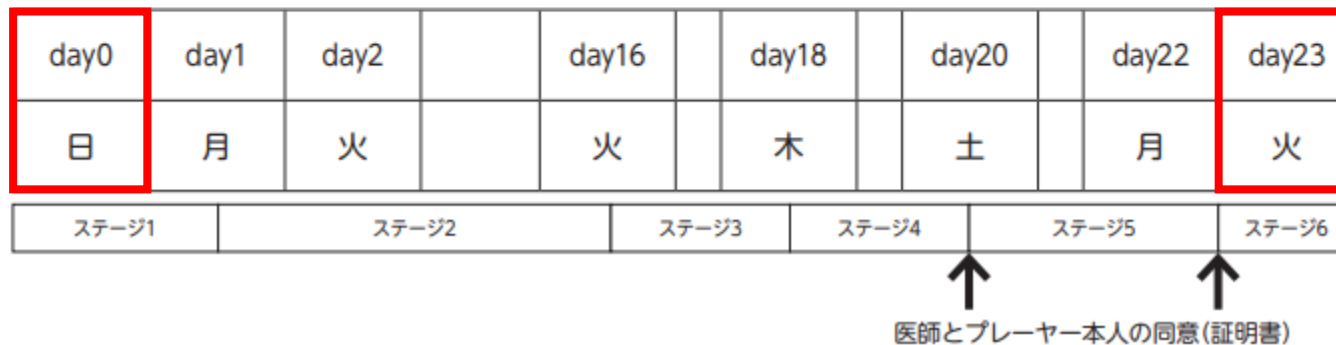 day0 day1 day2 day16 day18 day20 day22 day23
日 月 火 火 木 土 月 火
ステージ1 ステージ2 ステージ3 ステージ4 ステージ5 ステージ6
医師とプレーヤー本人の同意(証明書)